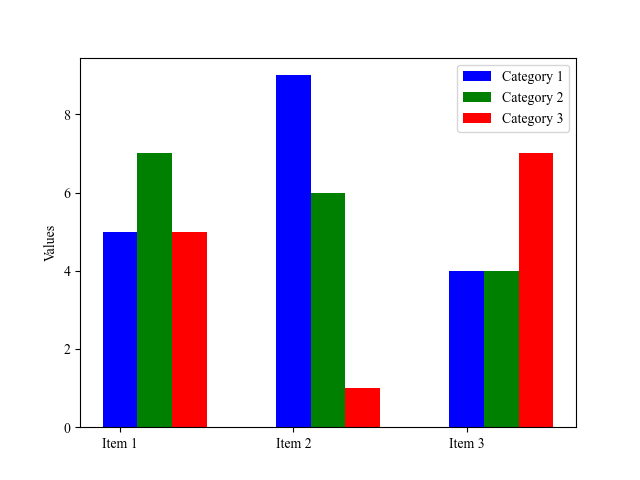 Category 1
Category 2
Category 3
Values
8
6
4
2
0
Item 1 Item 2 Item 3